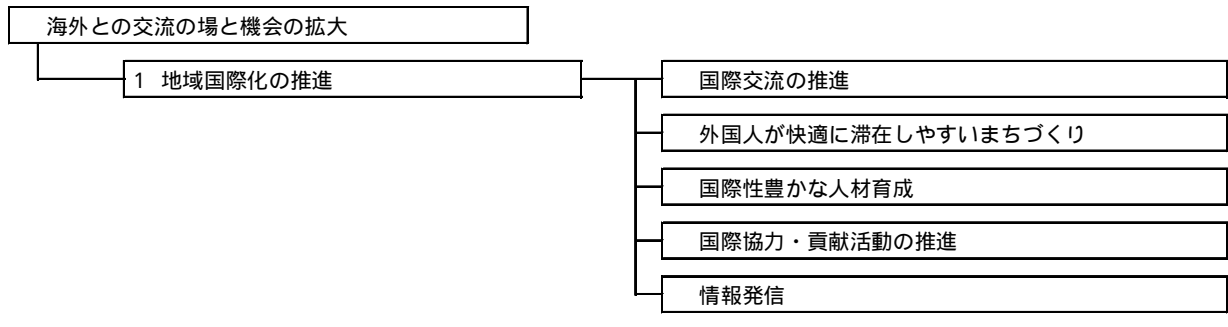 海外との交流の場と機会の拡大
1 地域国際化の推進
国際交流の推進
外国人が快適に滞在しやすいまちづくり
国際性豊かな人材育成
国際協力・貢献活動の推進
情報発信